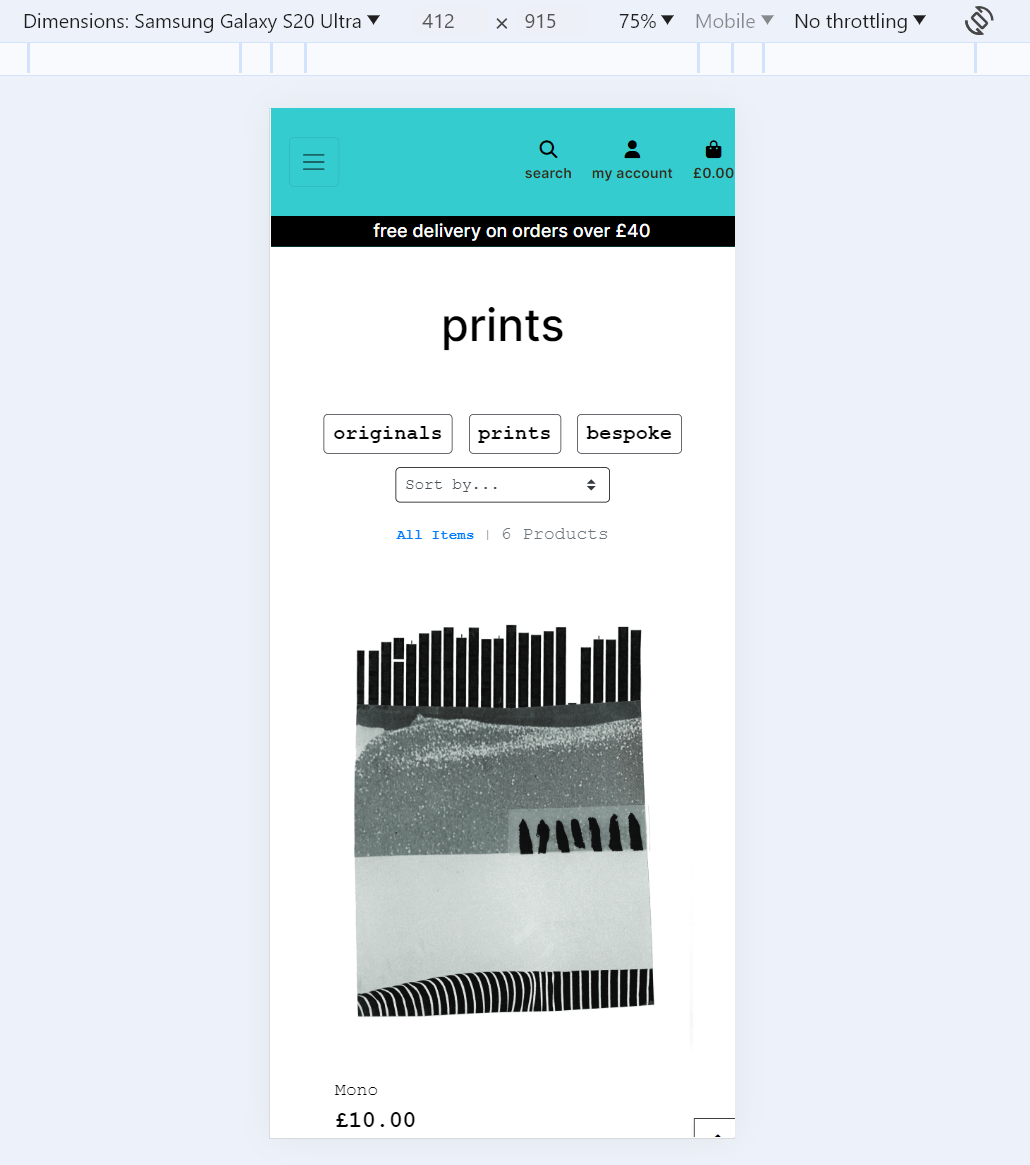 Dimensions: Samsung Galaxy S20 Ultra 412 × 915 75% Mobile No throttling
search my account £0.00
free delivery on orders over £40
prints
originals prints bespoke
Sort by...
All Items | 6 Products
Mono
£10.00